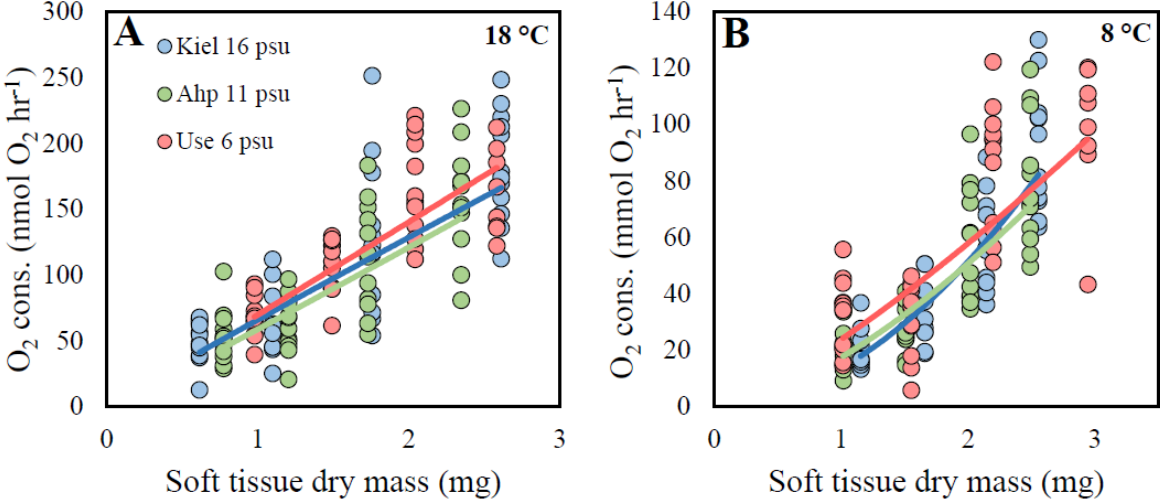 A
18 °C
Kiel 16 psu
Ahp 11 psu
Use 6 psu
O₂ cons. (nmol O₂ hr⁻¹)
300
250
200
150
100
50
0
0 1 2 3
Soft tissue dry mass (mg)
B
8 °C
O₂ cons. (mmol O₂ hr⁻¹)
140
120
100
80
60
40
20
0
0 1 2 3
Soft tissue dry mass (mg)